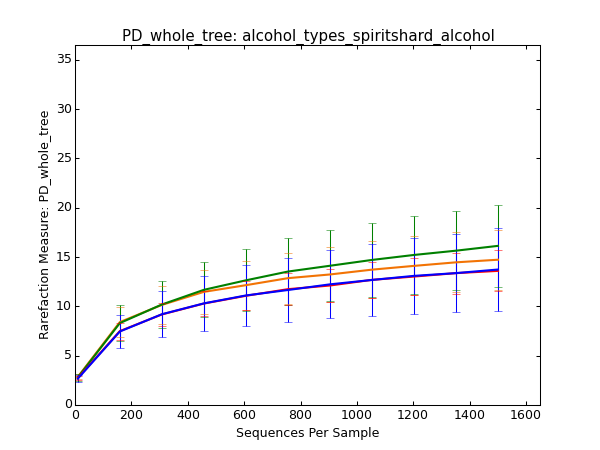 PD_whole_tree: alcohol_types_spiritshard_alcohol
35
30
25
20
15
10
5
0
Rarefaction Measure: PD_whole_tree
0 200 400 600 800 1000 1200 1400 1600
Sequences Per Sample